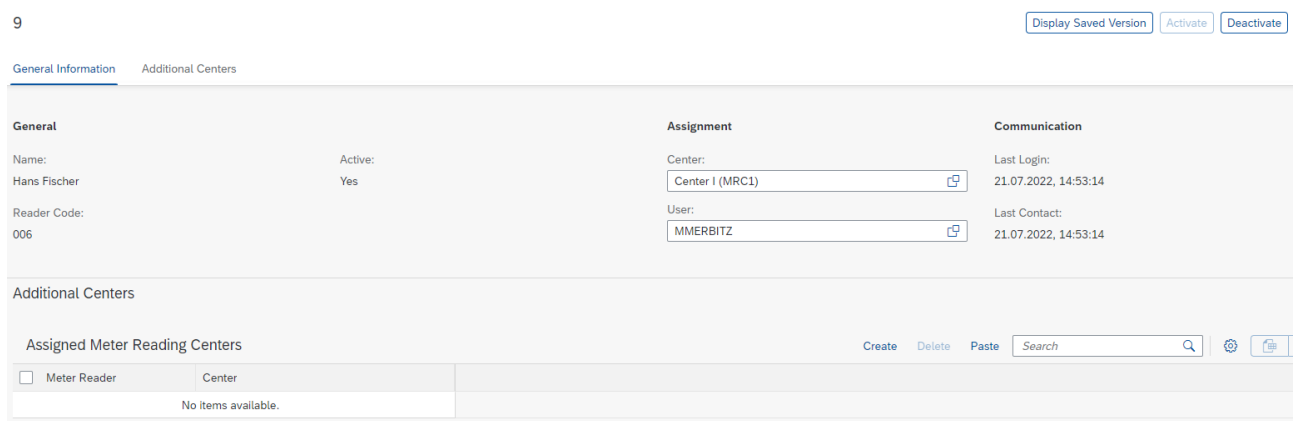 9
Display Saved Version Activate Deactivate
General Information Additional Centers
General Assignment Communication
Name: Active: Center: Last Login:
Hans Fischer Yes Center I (MRC1) 21.07.2022, 14:53:14
Reader Code: User: Last Contact:
006 MMERBITZ 21.07.2022, 14:53:14
Additional Centers
Assigned Meter Reading Centers Create Delete Paste Search
Meter Reader Center
No items available.